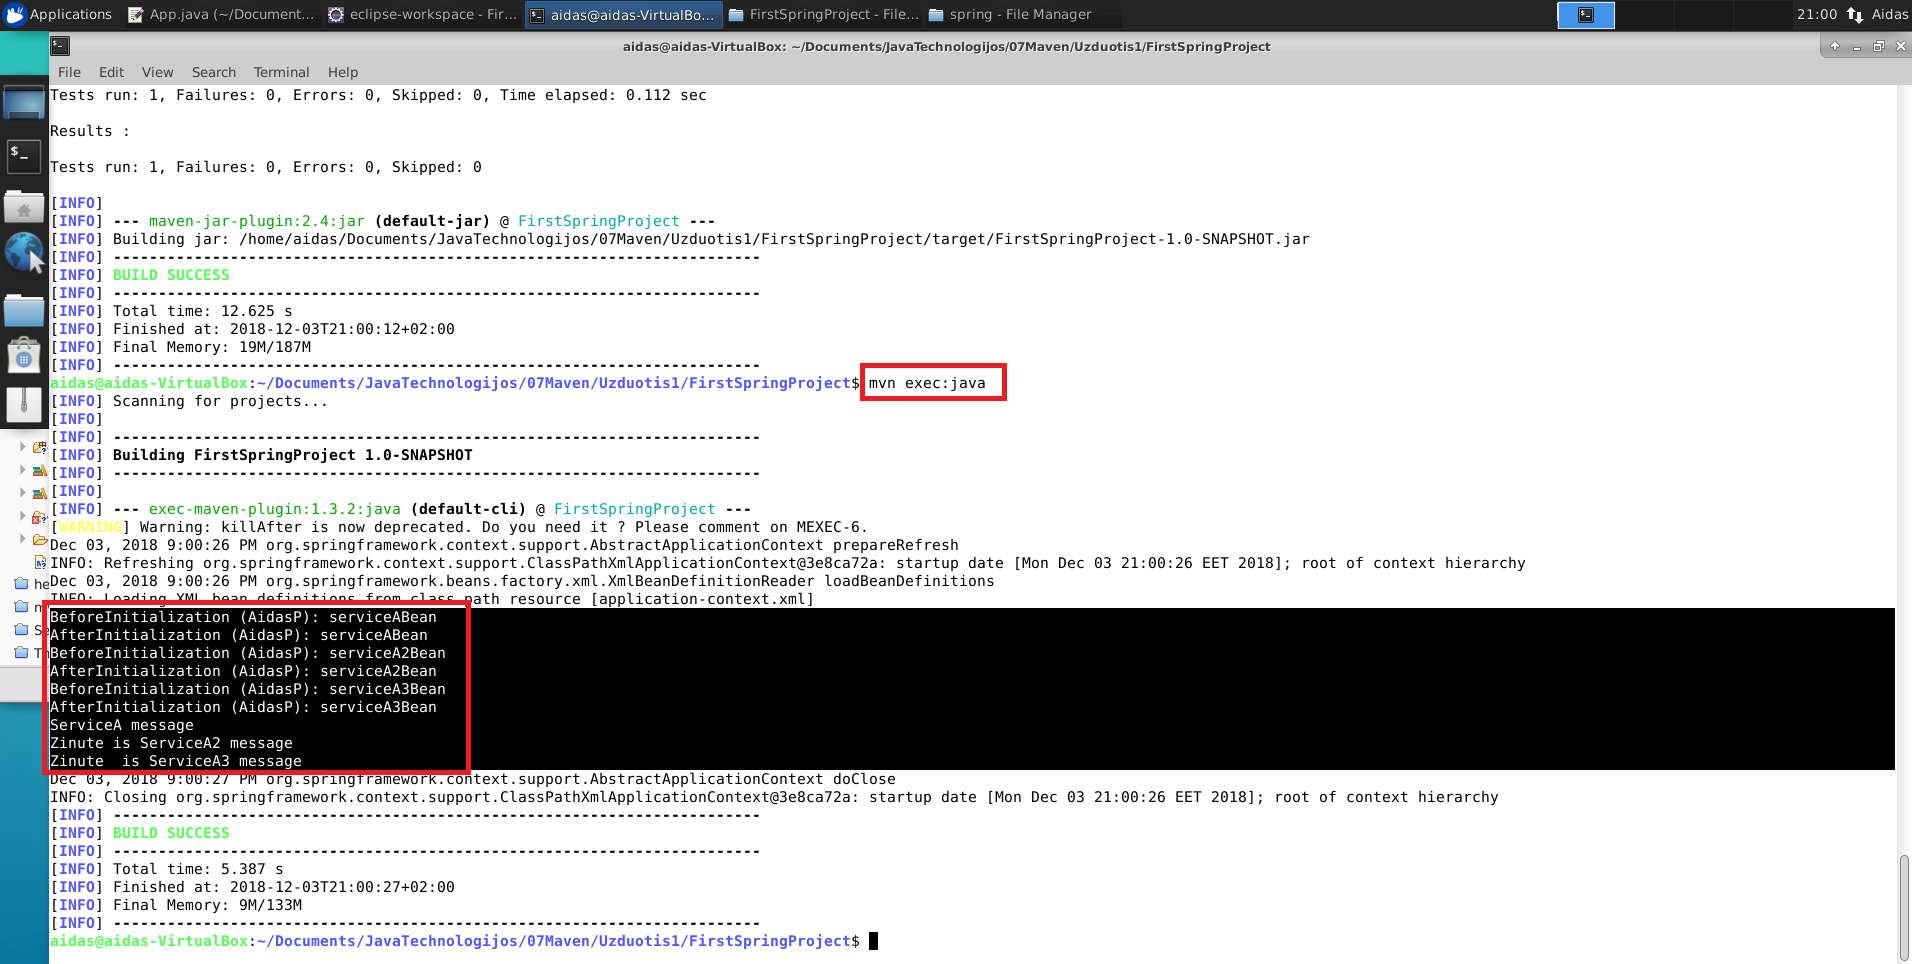 Applications App.java (~/Document... eclipse-workspace - Fir... aidas@aidas-VirtualBo... FirstSpringProject - File... spring - File Manager 21:00 Aidas
aidas@aidas-VirtualBox: ~/Documents/JavaTechnologijos/07Maven/Uzduotis1/FirstSpringProject
File Edit View Search Terminal Help
Tests run: 1, Failures: 0, Errors: 0, Skipped: 0, Time elapsed: 0.112 sec
Results :
Tests run: 1, Failures: 0, Errors: 0, Skipped: 0
[INFO]
[INFO] --- maven-jar-plugin:2.4:jar (default-jar) @ FirstSpringProject ---
[INFO] Building jar: /home/aidas/Documents/JavaTechnologijos/07Maven/Uzduotis1/FirstSpringProject/target/FirstSpringProject-1.0-SNAPSHOT.jar
[INFO] ------------------------------------------------------------------------
[INFO] BUILD SUCCESS
[INFO] ------------------------------------------------------------------------
[INFO] Total time: 12.625 s
[INFO] Finished at: 2018-12-03T21:00:12+02:00
[INFO] Final Memory: 19M/187M
[INFO] ------------------------------------------------------------------------
aidas@aidas-VirtualBox:~/Documents/JavaTechnologijos/07Maven/Uzduotis1/FirstSpringProject$ mvn exec:java
[INFO] Scanning for projects...
[INFO]
[INFO] ------------------------------------------------------------------------
[INFO] Building FirstSpringProject 1.0-SNAPSHOT
[INFO] ------------------------------------------------------------------------
[INFO]
[INFO] --- exec-maven-plugin:1.3.2:java (default-cli) @ FirstSpringProject ---
[WARNING] Warning: killAfter is now deprecated. Do you need it ? Please comment on MEXEC-6.
Dec 03, 2018 9:00:26 PM org.springframework.context.support.AbstractApplicationContext prepareRefresh
INFO: Refreshing org.springframework.context.support.ClassPathXmlApplicationContext@3e8ca72a: startup date [Mon Dec 03 21:00:26 EET 2018]; root of context hierarchy
Dec 03, 2018 9:00:26 PM org.springframework.beans.factory.xml.XmlBeanDefinitionReader loadBeanDefinitions
INFO: Loading XML bean definitions from class path resource [application-context.xml]
BeforeInitialization (AidasP): serviceABean
AfterInitialization (AidasP): serviceABean
BeforeInitialization (AidasP): serviceA2Bean
AfterInitialization (AidasP): serviceA2Bean
BeforeInitialization (AidasP): serviceA3Bean
AfterInitialization (AidasP): serviceA3Bean
ServiceA message
Zinute is ServiceA2 message
Zinute  is ServiceA3 message
Dec 03, 2018 9:00:27 PM org.springframework.context.support.AbstractApplicationContext doClose
INFO: Closing org.springframework.context.support.ClassPathXmlApplicationContext@3e8ca72a: startup date [Mon Dec 03 21:00:26 EET 2018]; root of context hierarchy
[INFO] ------------------------------------------------------------------------
[INFO] BUILD SUCCESS
[INFO] ------------------------------------------------------------------------
[INFO] Total time: 5.387 s
[INFO] Finished at: 2018-12-03T21:00:27+02:00
[INFO] Final Memory: 9M/133M
[INFO] ------------------------------------------------------------------------
aidas@aidas-VirtualBox:~/Documents/JavaTechnologijos/07Maven/Uzduotis1/FirstSpringProject$